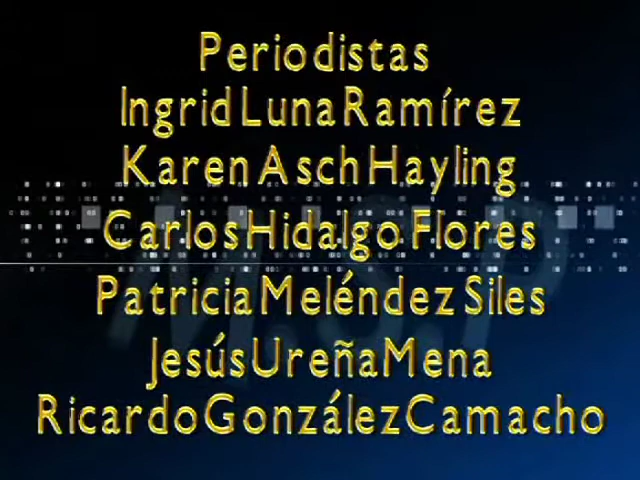 Periodistas
Ingrid Luna Ramírez
Karen Asch Hayling
Carlos Hidalgo Flores
Patricia Meléndez Siles
Jesús Ureña Mena
Ricardo González Camacho
M.S.P